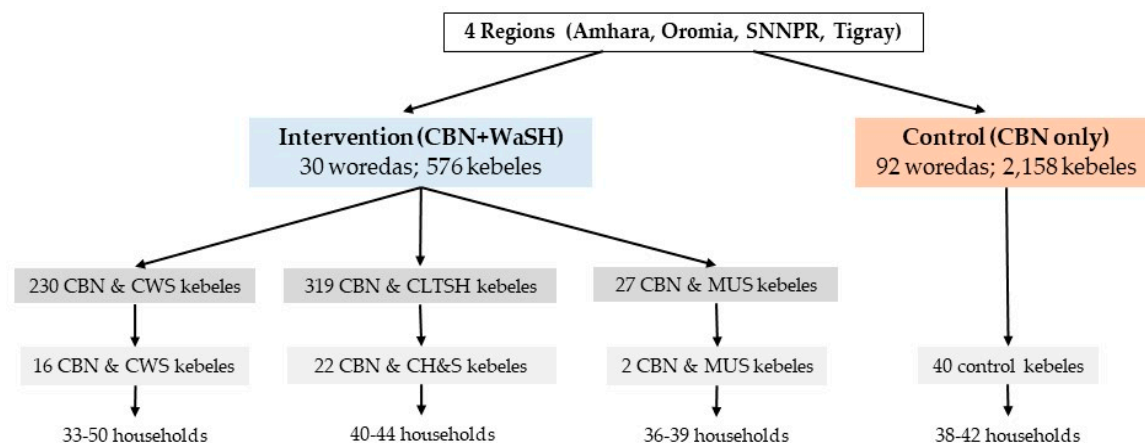 4 Regions (Amhara, Oromia, SNNPR, Tigray)
Intervention (CBN+WaSH)
30 woredas; 576 kebeles
Control (CBN only)
92 woredas; 2,158 kebeles
230 CBN & CWS kebeles
319 CBN & CLTSH kebeles
27 CBN & MUS kebeles
16 CBN & CWS kebeles
22 CBN & CH&S kebeles
2 CBN & MUS kebeles
40 control kebeles
33-50 households
40-44 households
36-39 households
38-42 households